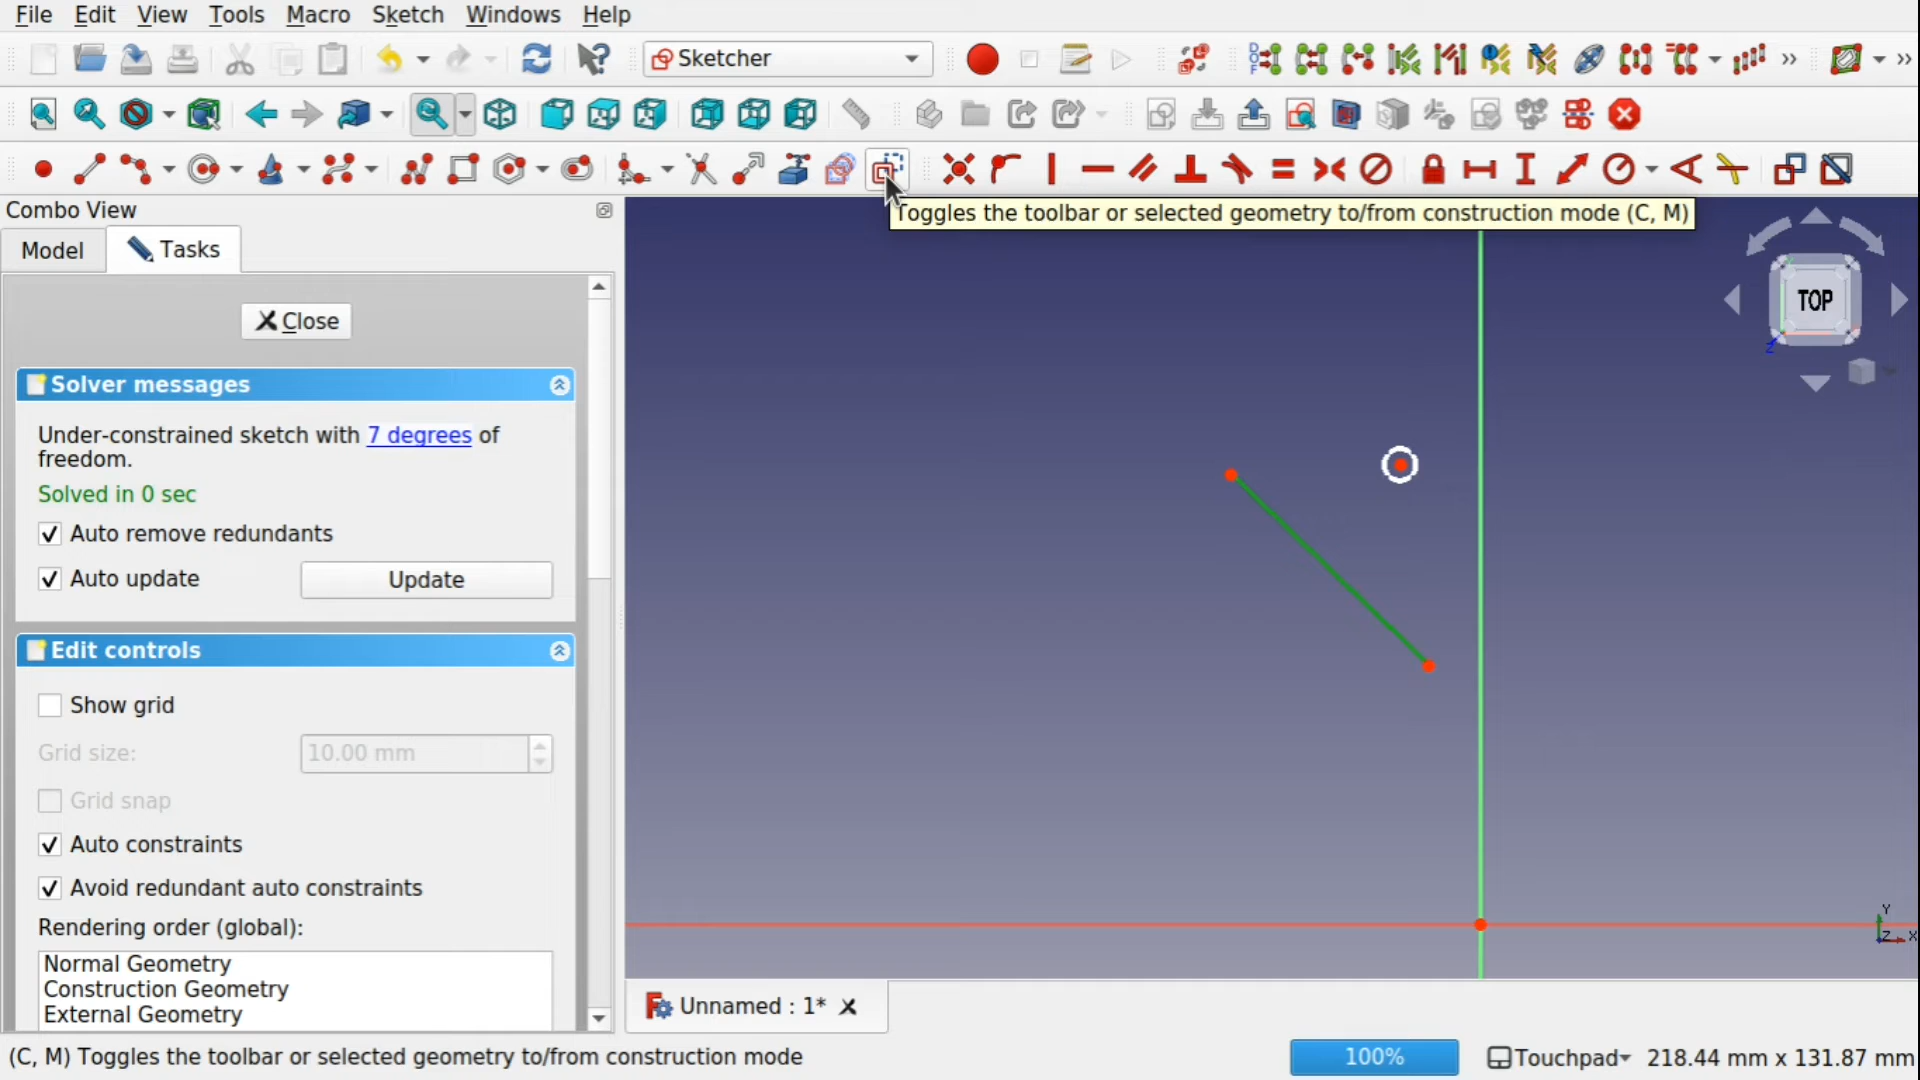 File Edit View Tools Macro Sketch Windows Help
Sketcher
Toggles the toolbar or selected geometry to/from construction mode (C, M)
Combo View
Model Tasks
TOP
Z
Close
Solver messages
Under-constrained sketch with 7 degrees of
freedom.
Solved in 0 sec
Auto remove redundants
Auto update Update
Edit controls
Show grid
Grid size: 10.00 mm
Grid snap
Auto constraints
Avoid redundant auto constraints
Rendering order (global):
Normal Geometry
Construction Geometry
External Geometry
Y
Z X
Unnamed : 1*
(C, M) Toggles the toolbar or selected geometry to/from construction mode
100% Touchpad 218.44 mm x 131.87 mm